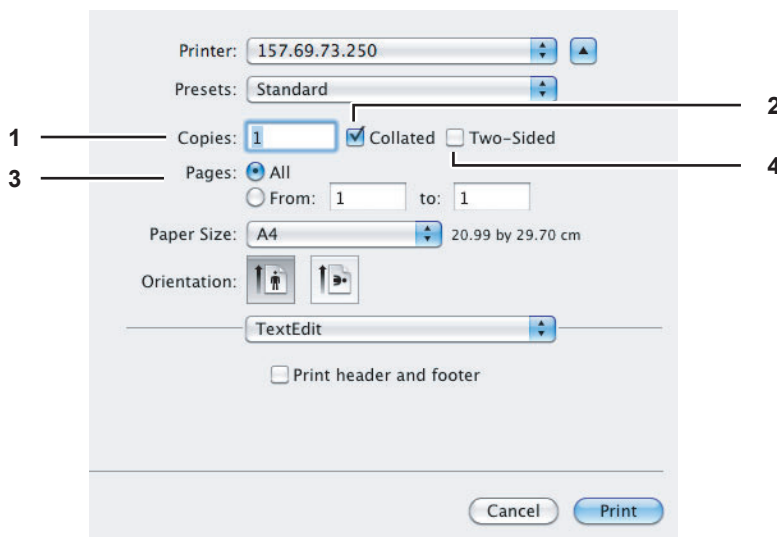 Printer: 157.69.73.250
Presets: Standard
2
1 Copies: 1 Collated Two-Sided
4
3 Pages: All
From: 1 to: 1
Paper Size: A4 20.99 by 29.70 cm
Orientation:
TextEdit
Print header and footer
Cancel Print